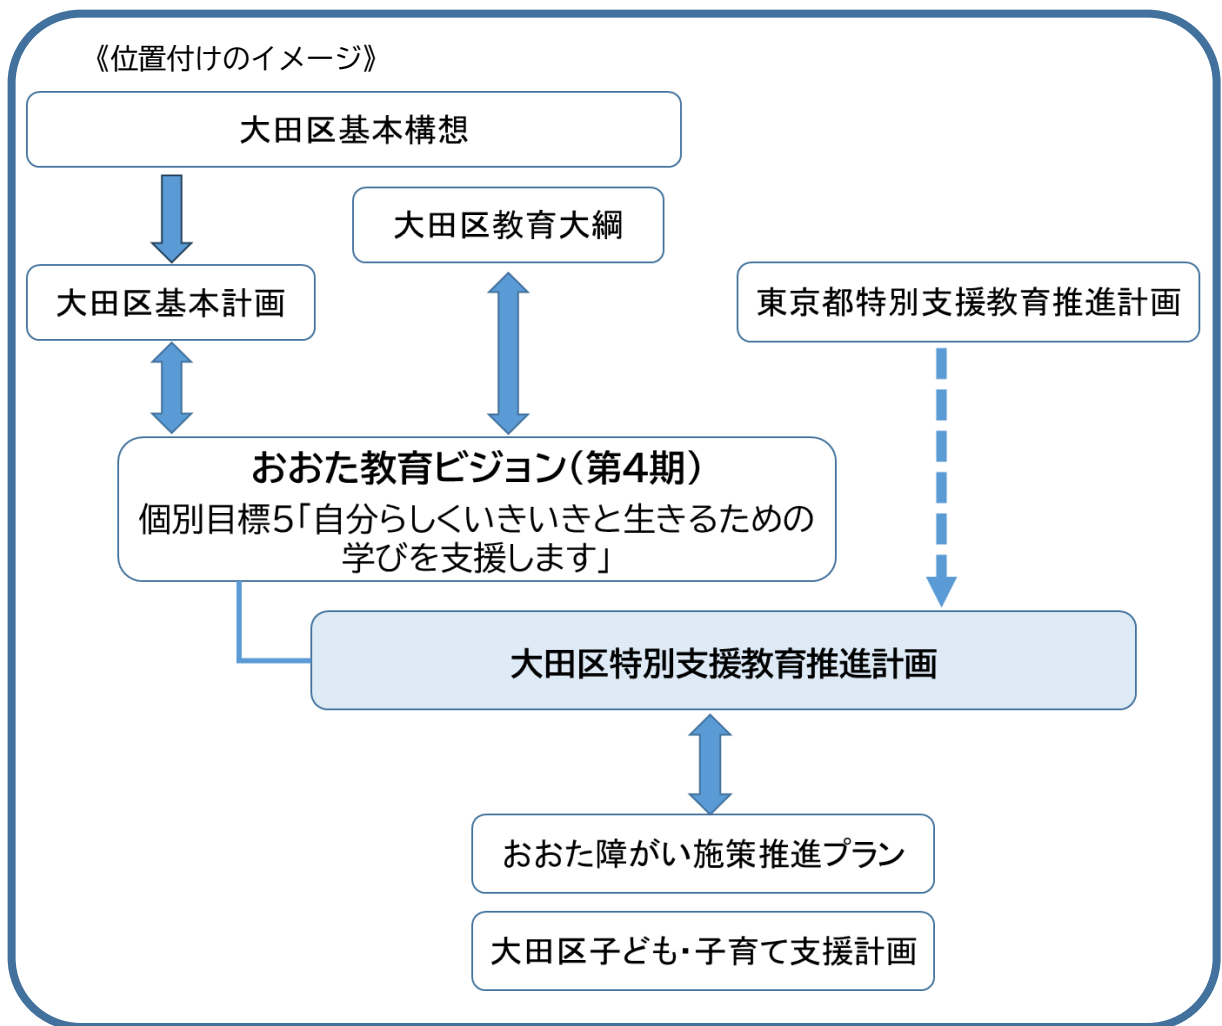 《位置付けのイメージ》
大田区基本構想
大田区教育大綱
大田区基本計画
東京都特別支援教育推進計画
おおた教育ビジョン(第4期)
個別目標5「自分らしくいきいきと生きるための
学びを支援します」
大田区特別支援教育推進計画
おおた障がい施策推進プラン
大田区子ども・子育て支援計画